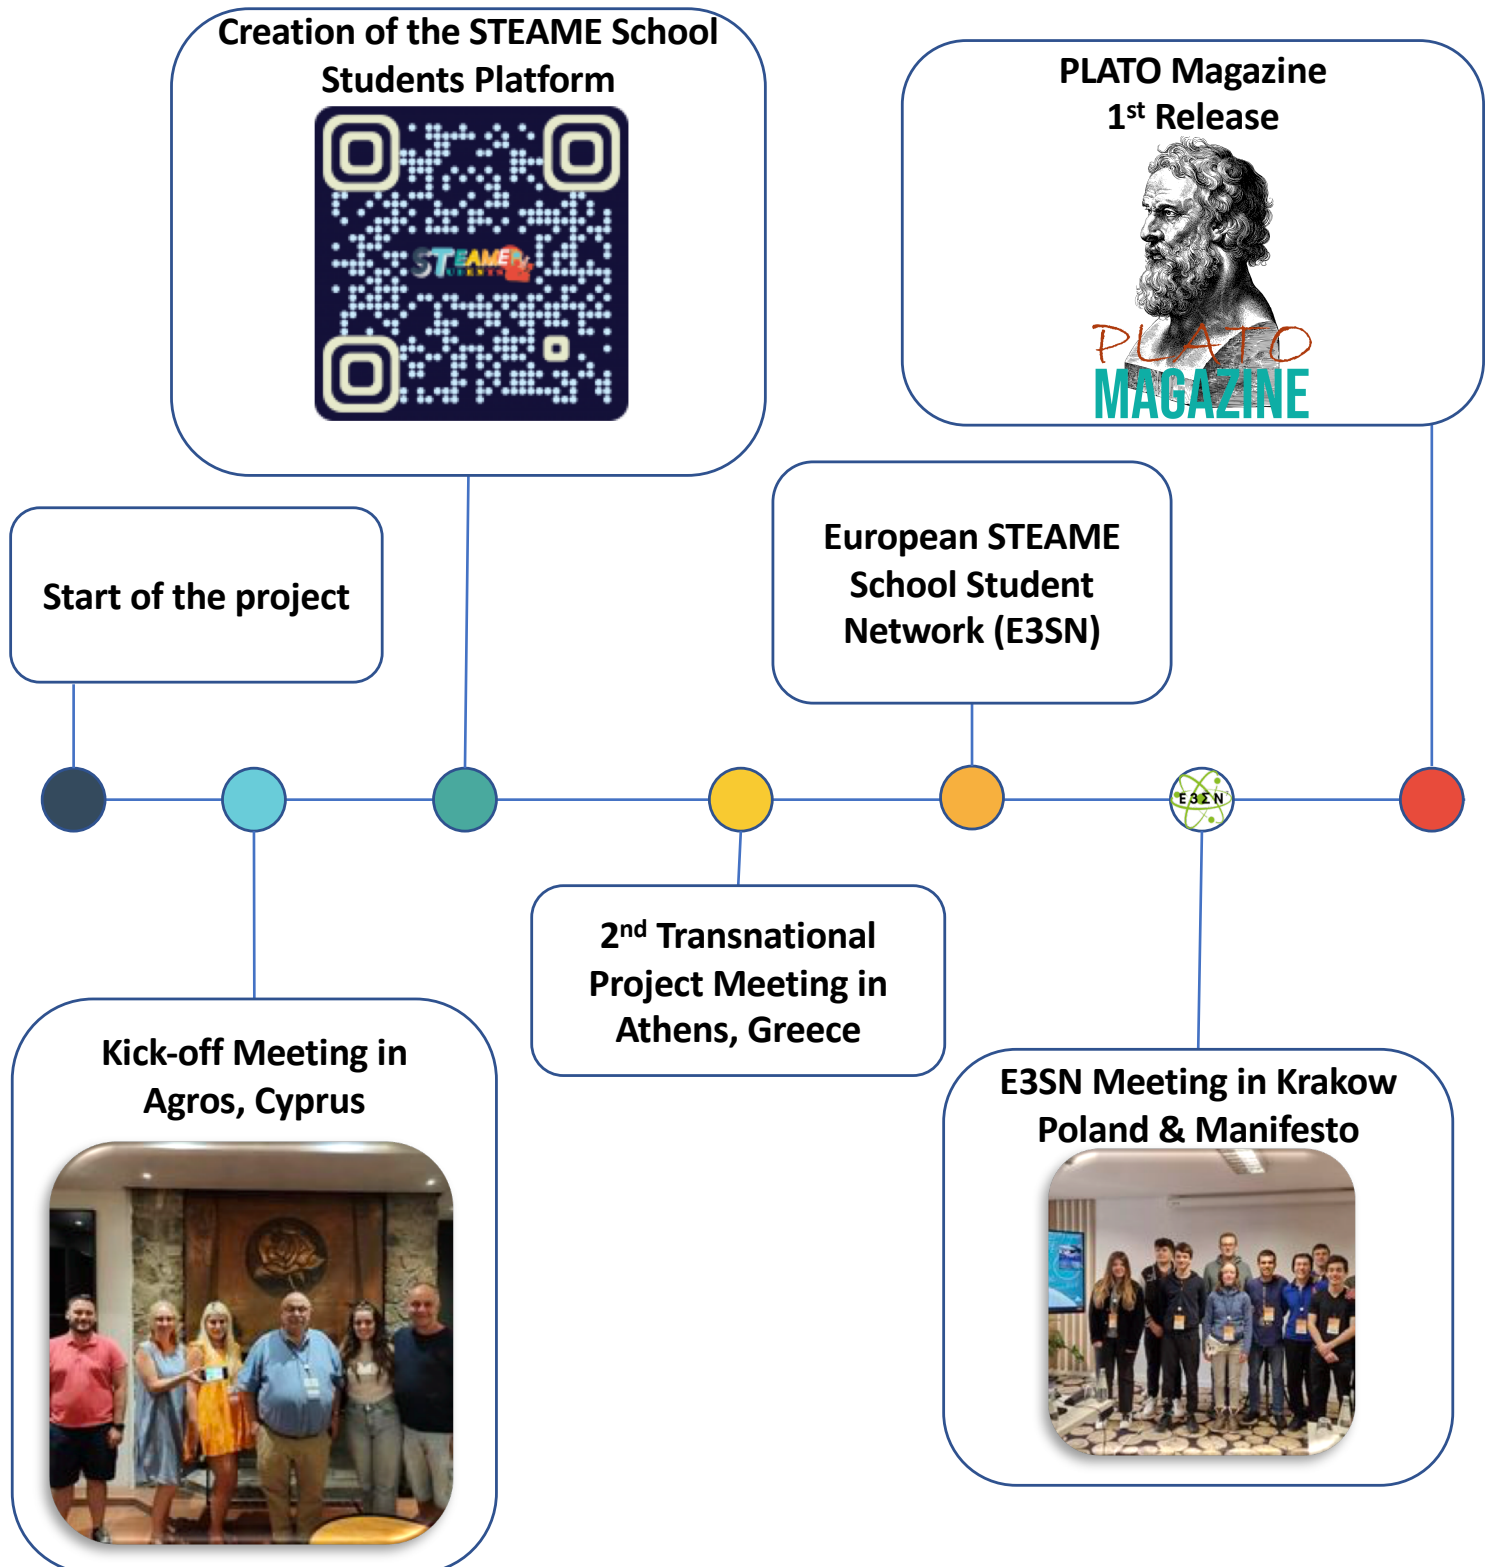 Creation of the STEAME School
Students Platform
STEAME
STUDENTS
PLATO Magazine
1st Release
PLATO
MAGAZINE
Start of the project
European STEAME
School Student
Network (E3SN)
E3ΣN
2nd Transnational
Project Meeting in
Athens, Greece
Kick-off Meeting in
Agros, Cyprus
E3SN Meeting in Krakow
Poland & Manifesto